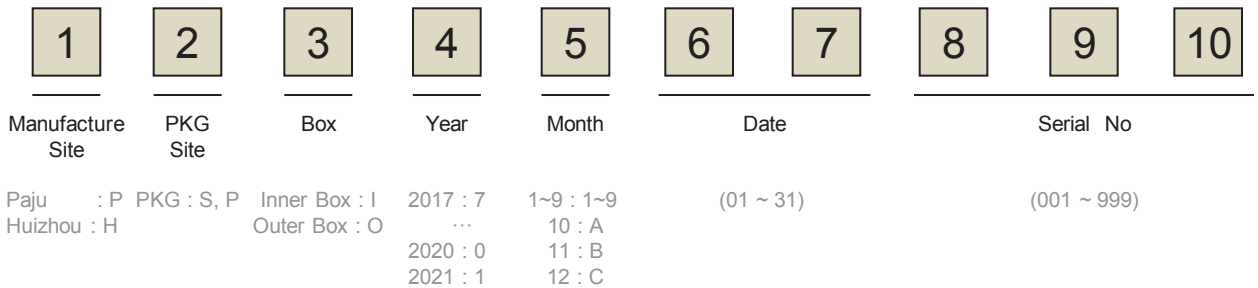 1 2 3 4 5 6 7 8 9 10
Manufacture Site PKG Site Box Year Month Date Serial No
Paju : P PKG : S, P Inner Box : I 2017 : 7 1~9 : 1~9 (01 ~ 31) (001 ~ 999)
Huizhou : H Outer Box : O … 10 : A
2020 : 0 11 : B
2021 : 1 12 : C